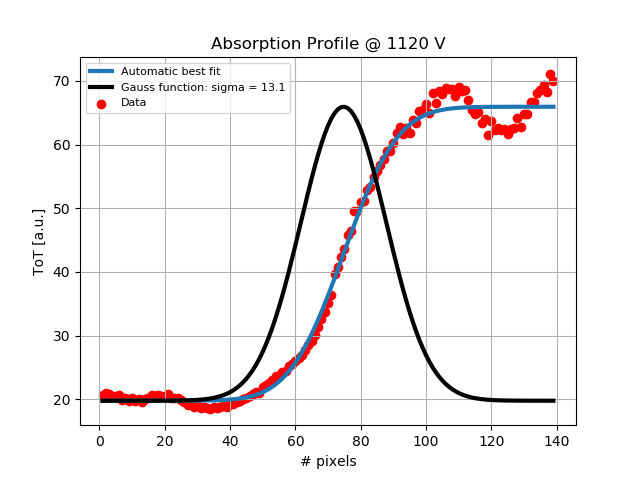 Absorption Profile @ 1120 V
Automatic best fit
Gauss function: sigma = 13.1
Data
ToT [a.u.]
70
60
50
40
30
20
0 20 40 60 80 100 120 140
# pixels